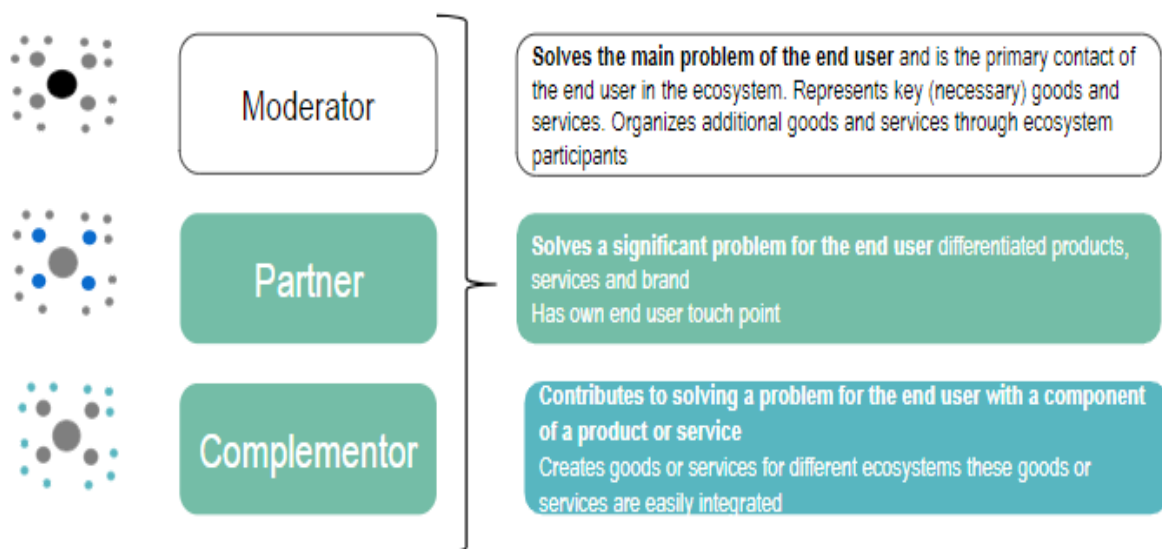 Moderator
Solves the main problem of the end user and is the primary contact of
the end user in the ecosystem. Represents key (necessary) goods and
services. Organizes additional goods and services through ecosystem
participants
Partner
Solves a significant problem for the end user differentiated products,
services and brand
Has own end user touch point
Complementor
Contributes to solving a problem for the end user with a component
of a product or service
Creates goods or services for different ecosystems these goods or
services are easily integrated